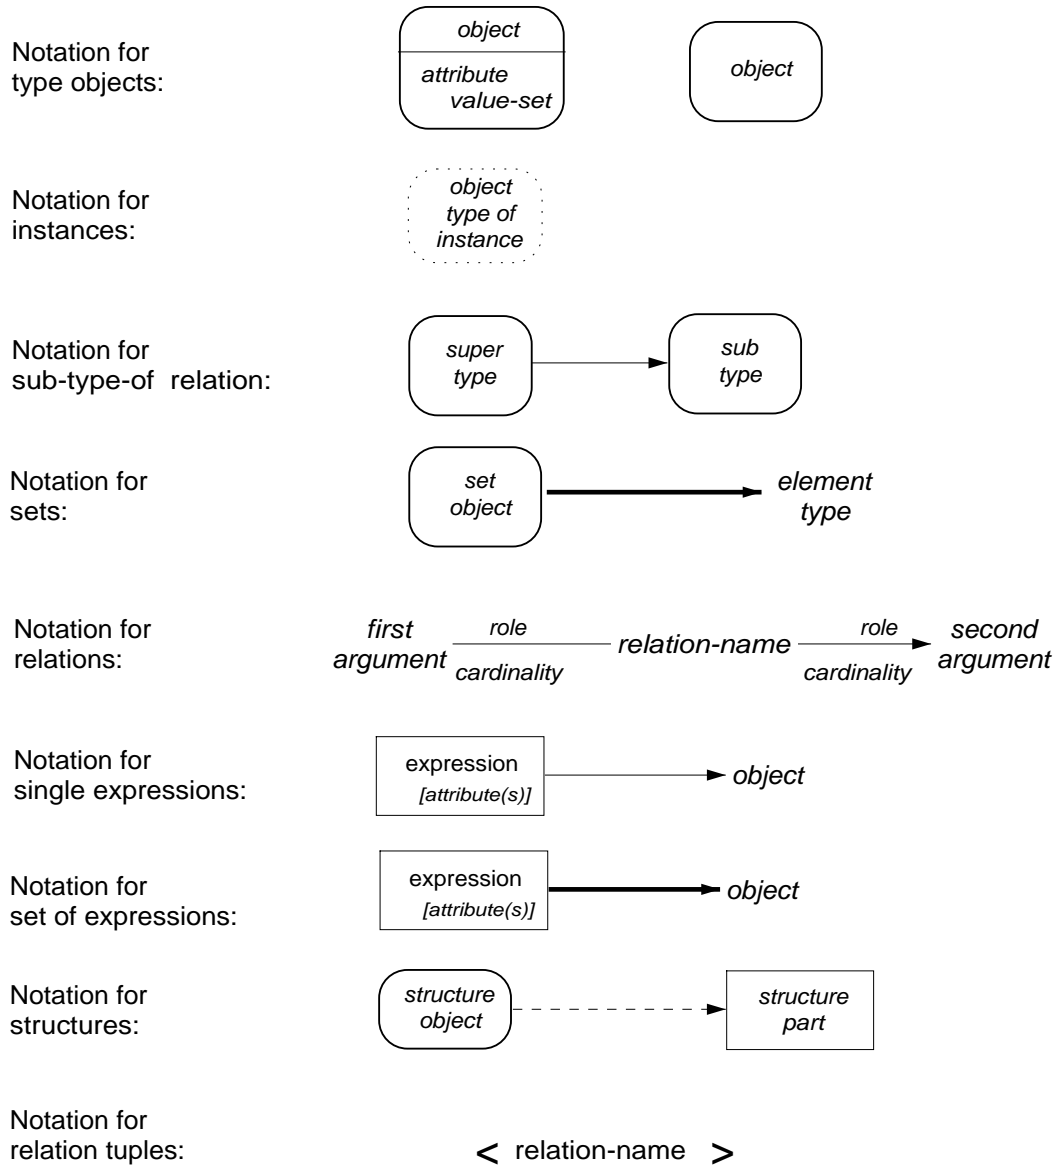 Notation for
type objects:
object
attribute
value-set
object
Notation for
instances:
object
type of
instance
Notation for
sub-type-of relation:
super
type
sub
type
Notation for
sets:
set
object
element
type
Notation for
relations:
first
argument
role
cardinality
relation-name
role
cardinality
second
argument
Notation for
single expressions:
expression
[attribute(s)]
object
Notation for
set of expressions:
expression
[attribute(s)]
object
Notation for
structures:
structure
object
structure
part
Notation for
relation tuples:
< relation-name >